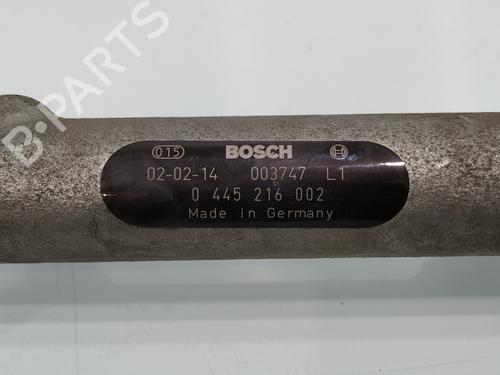 015 BOSCH
02-02-14 003747 L1
0 445 216 002
Made in Germany
B-PARTS